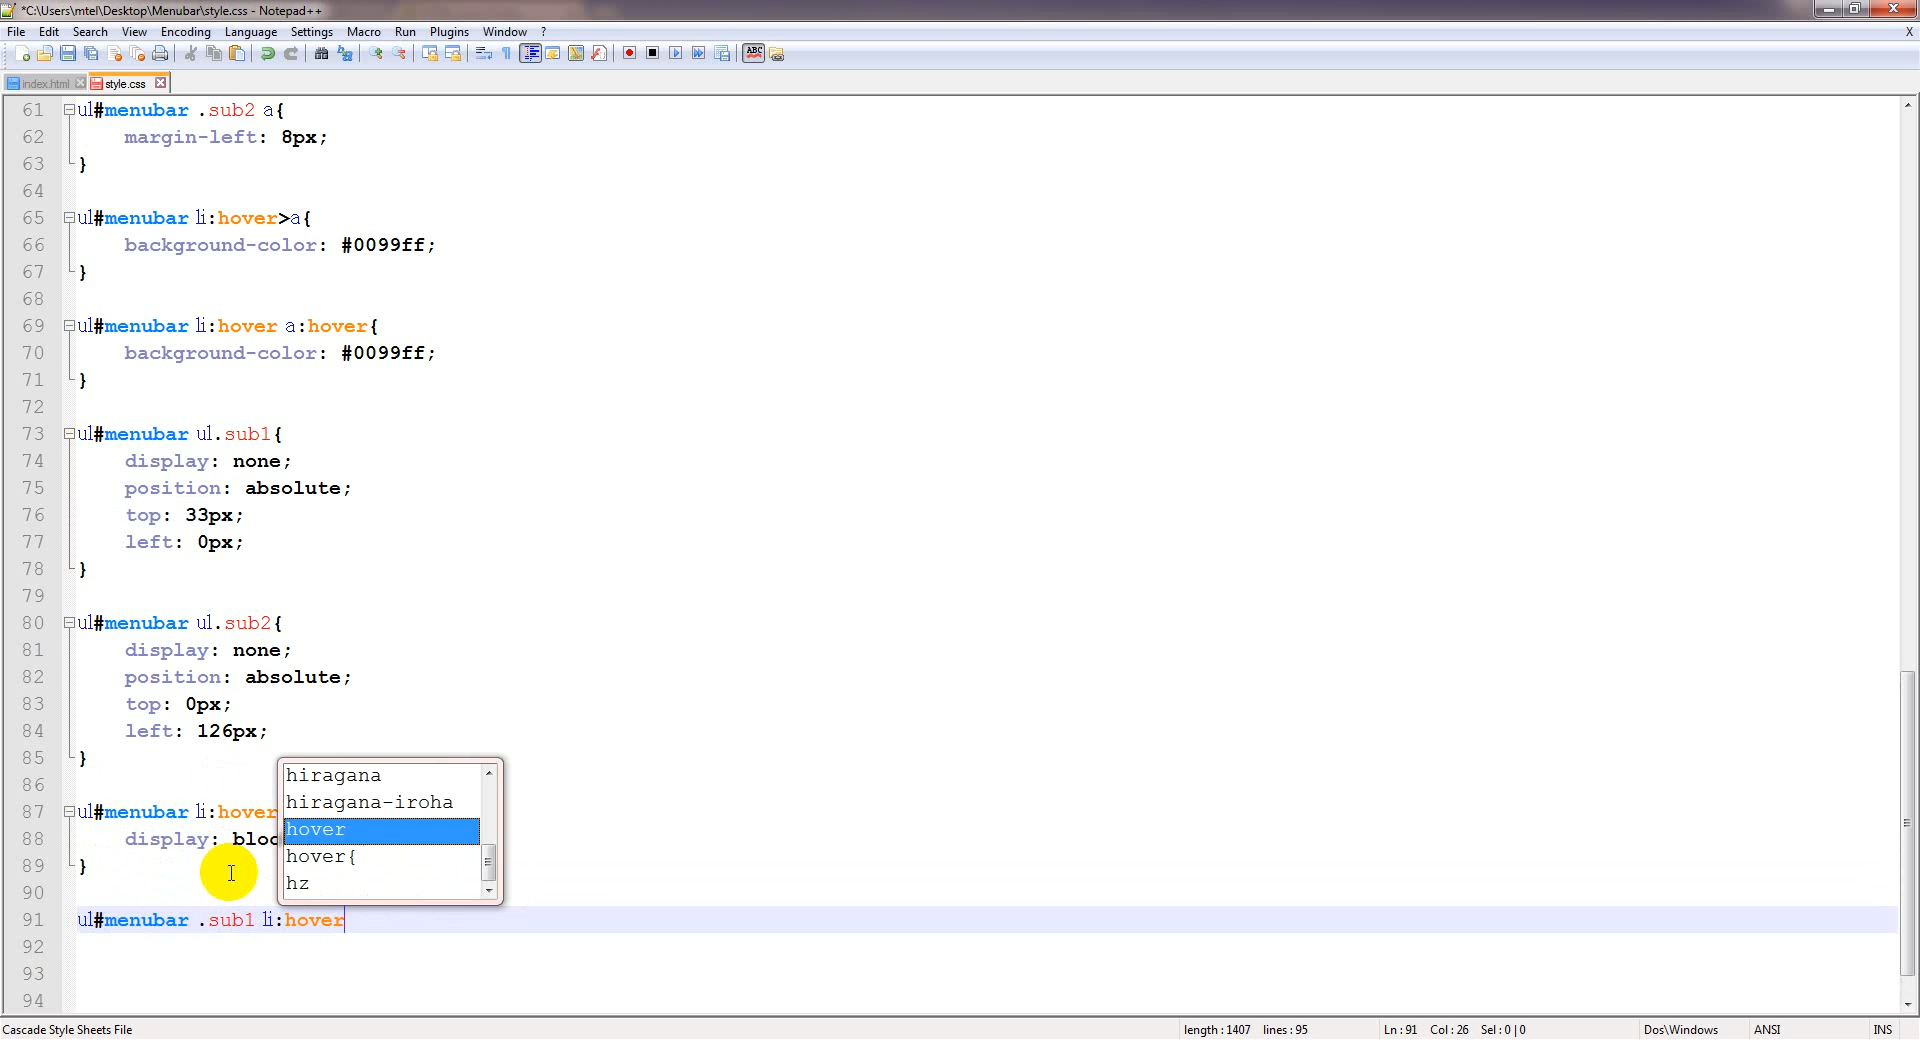 *C:\Users\mtel\Desktop\Menubar\style.css - Notepad++
File Edit Search View Encoding Language Settings Macro Run Plugins Window ? X
index.html style.css
61 ul#menubar .sub2 a{
62 margin-left: 8px;
63 }
64
65 ul#menubar li:hover>a{
66 background-color: #0099ff;
67 }
68
69 ul#menubar li:hover a:hover{
70 background-color: #0099ff;
71 }
72
73 ul#menubar ul.sub1{
74 display: none;
75 position: absolute;
76 top: 33px;
77 left: 0px;
78 }
79
80 ul#menubar ul.sub2{
81 display: none;
82 position: absolute;
83 top: 0px;
84 left: 126px;
85 }
86
87 ul#menubar li:hover
88 display: bloc
89 }
90
91 ul#menubar .sub1 li:hover
92
93
94
hiragana
hiragana-iroha
hover
hover{
hz
Cascade Style Sheets File length : 1407 lines : 95 Ln : 91 Col : 26 Sel : 0 | 0 Dos\Windows ANSI INS